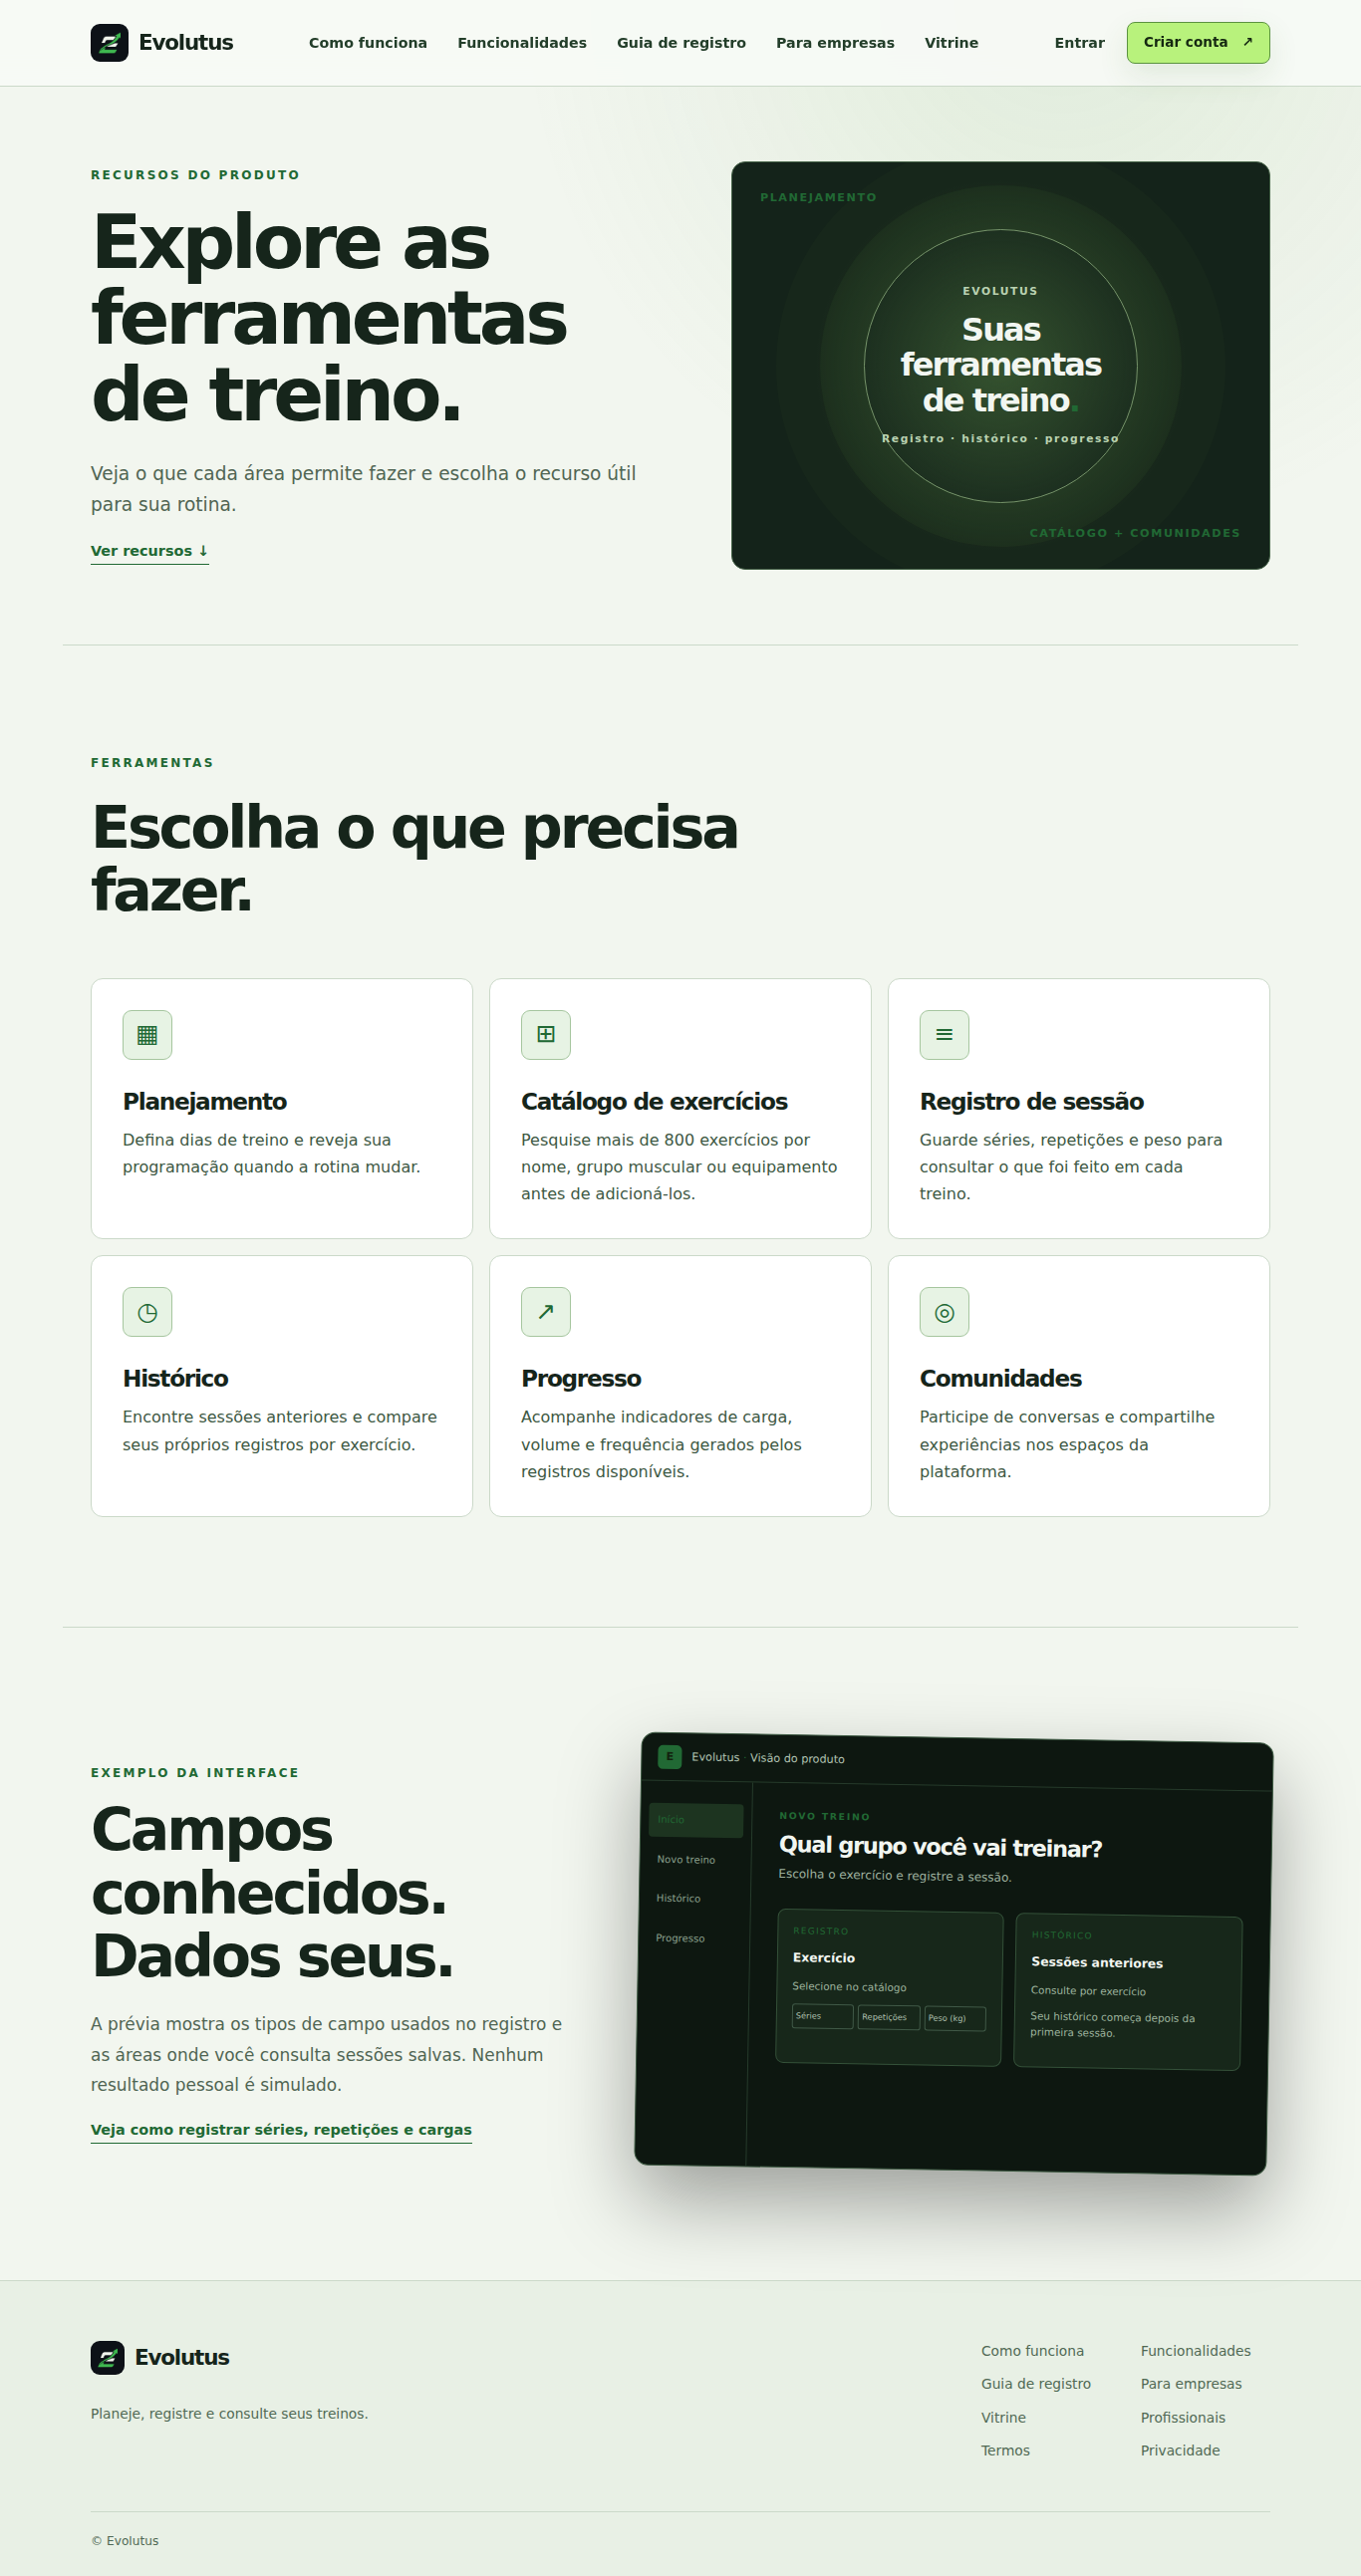 Evolutus
Como funciona
Funcionalidades
Guia de registro
Para empresas
Vitrine
Entrar
Criar conta ↗
RECURSOS DO PRODUTO
Explore as
ferramentas
de treino.
Veja o que cada área permite fazer e escolha o recurso útil
para sua rotina.
Ver recursos ↓
PLANEJAMENTO
EVOLUTUS
Suas
ferramentas
de treino.
Registro · histórico · progresso
CATÁLOGO + COMUNIDADES
FERRAMENTAS
Escolha o que precisa
fazer.
Planejamento
Defina dias de treino e reveja sua
programação quando a rotina mudar.
Catálogo de exercícios
Pesquise mais de 800 exercícios por
nome, grupo muscular ou equipamento
antes de adicioná-los.
Registro de sessão
Guarde séries, repetições e peso para
consultar o que foi feito em cada
treino.
Histórico
Encontre sessões anteriores e compare
seus próprios registros por exercício.
Progresso
Acompanhe indicadores de carga,
volume e frequência gerados pelos
registros disponíveis.
Comunidades
Participe de conversas e compartilhe
experiências nos espaços da
plataforma.
EXEMPLO DA INTERFACE
Campos
conhecidos.
Dados seus.
A prévia mostra os tipos de campo usados no registro e
as áreas onde você consulta sessões salvas. Nenhum
resultado pessoal é simulado.
Veja como registrar séries, repetições e cargas
E
Evolutus · Visão do produto
Início
Novo treino
Histórico
Progresso
NOVO TREINO
Qual grupo você vai treinar?
Escolha o exercício e registre a sessão.
REGISTRO
Exercício
Selecione no catálogo
Séries
Repetições
Peso (kg)
HISTÓRICO
Sessões anteriores
Consulte por exercício
Seu histórico começa depois da
primeira sessão.
Evolutus
Planeje, registre e consulte seus treinos.
Como funciona
Funcionalidades
Guia de registro
Para empresas
Vitrine
Profissionais
Termos
Privacidade
© Evolutus